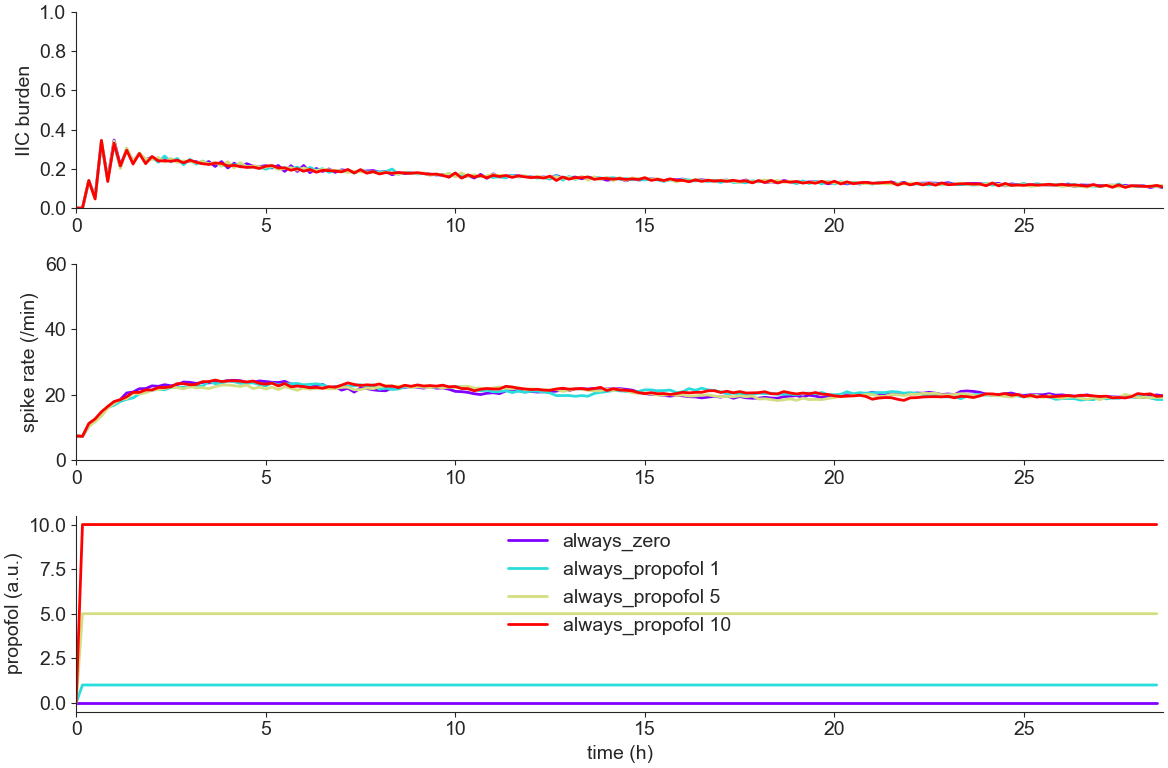 1.0
0.8
0.6
0.4
0.2
0.0
IIC burden
0 5 10 15 20 25
60
40
20
0
spike rate (/min)
0 5 10 15 20 25
10.0
7.5
5.0
2.5
0.0
propofol (a.u.)
always_zero
always_propofol 1
always_propofol 5
always_propofol 10
0 5 10 15 20 25
time (h)